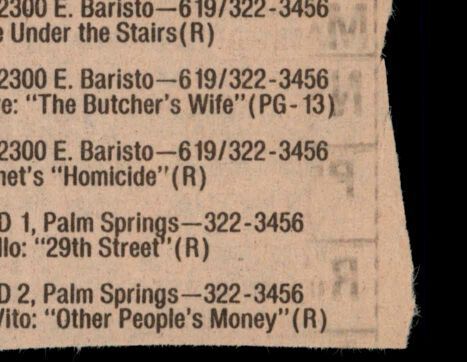 2300 E. Baristo—619/322-3456
e Under the Stairs(R)
2300 E. Baristo—619/322-3456
re: “The Butcher's Wife”(PG-13)
2300 E. Baristo—619/322-3456
net's “Homicide”(R)
D 1, Palm Springs—322-3456
llo: “29th Street”(R)
D 2, Palm Springs—322-3456
Vito: “Other People's Money”(R)